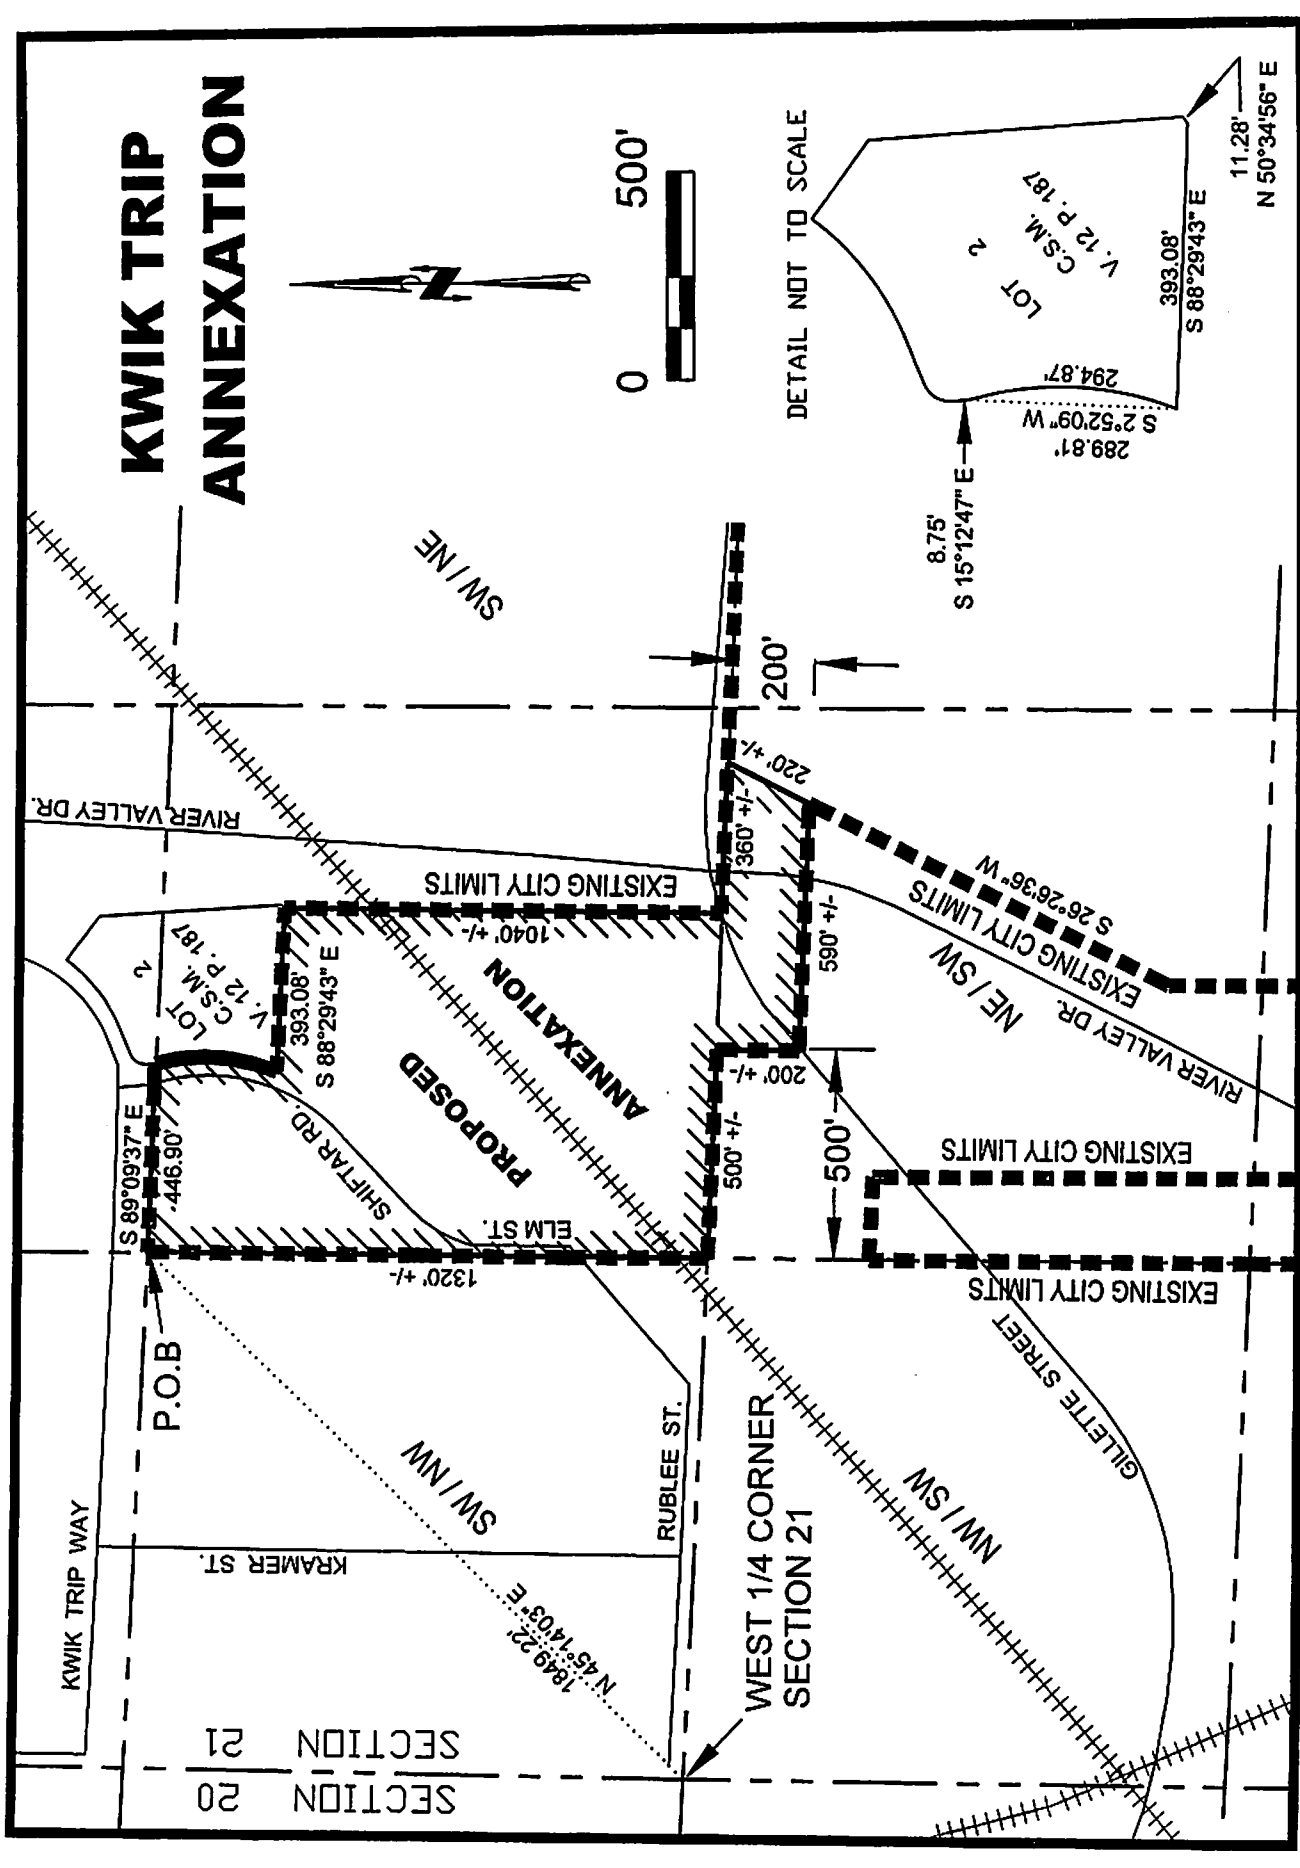 KWIK TRIP
ANNEXATION
0
500'
DETAIL NOT TO SCALE
LOT
2
C.S.M.
V. 12 P. 187
8.75'
S 15°12'47" E
294.87'
S 2°52'09" W
289.81'
393.08'
S 88°29'43" E
11.28'
N 50°34'56" E
KWIK TRIP WAY
P.O.B
S 89°09'37" E
446.90'
LOT
2
C.S.M.
V. 12 P. 187
RIVER VALLEY DR.
393.08'
S 88°29'43" E
SHIFTAR RD.
EXISTING CITY LIMITS
1040' +/-
SW / NE
SECTION 20
SECTION 21
KRAMER ST.
SW / NW
1849.22'
N 45°14'03" E
1320' +/-
ELM ST.
PROPOSED
ANNEXATION
RUBLEE ST.
WEST 1/4 CORNER
SECTION 21
500' +/-
200' +/-
360' +/-
220' +/-
200'
590' +/-
500'
NW / SW
NE / SW
GILLETTE STREET
EXISTING CITY LIMITS
EXISTING CITY LIMITS
RIVER VALLEY DR.
EXISTING CITY LIMITS
S 26°26'36" W